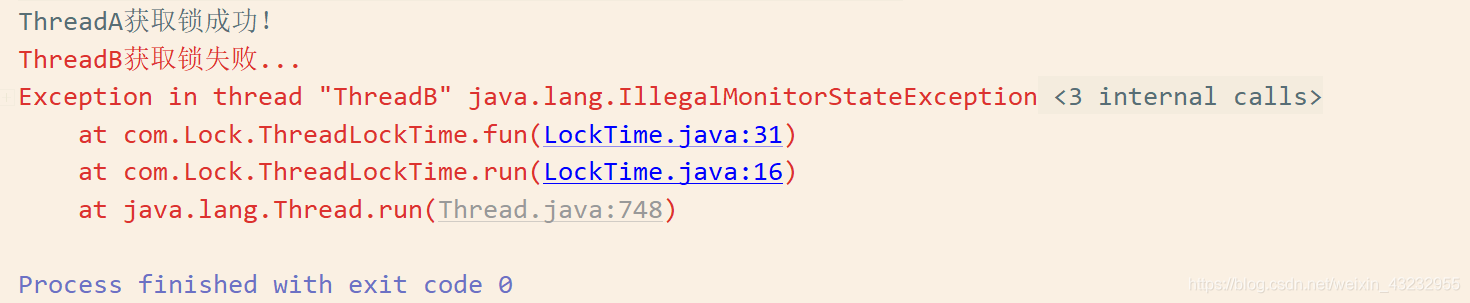 ThreadA获取锁成功!
ThreadB获取锁失败...
Exception in thread "ThreadB" java.lang.IllegalMonitorStateException <3 internal calls>
    at com.Lock.ThreadLockTime.fun(LockTime.java:31)
    at com.Lock.ThreadLockTime.run(LockTime.java:16)
    at java.lang.Thread.run(Thread.java:748)
Process finished with exit code 0
https://blog.csdn.net/weixin_43232955